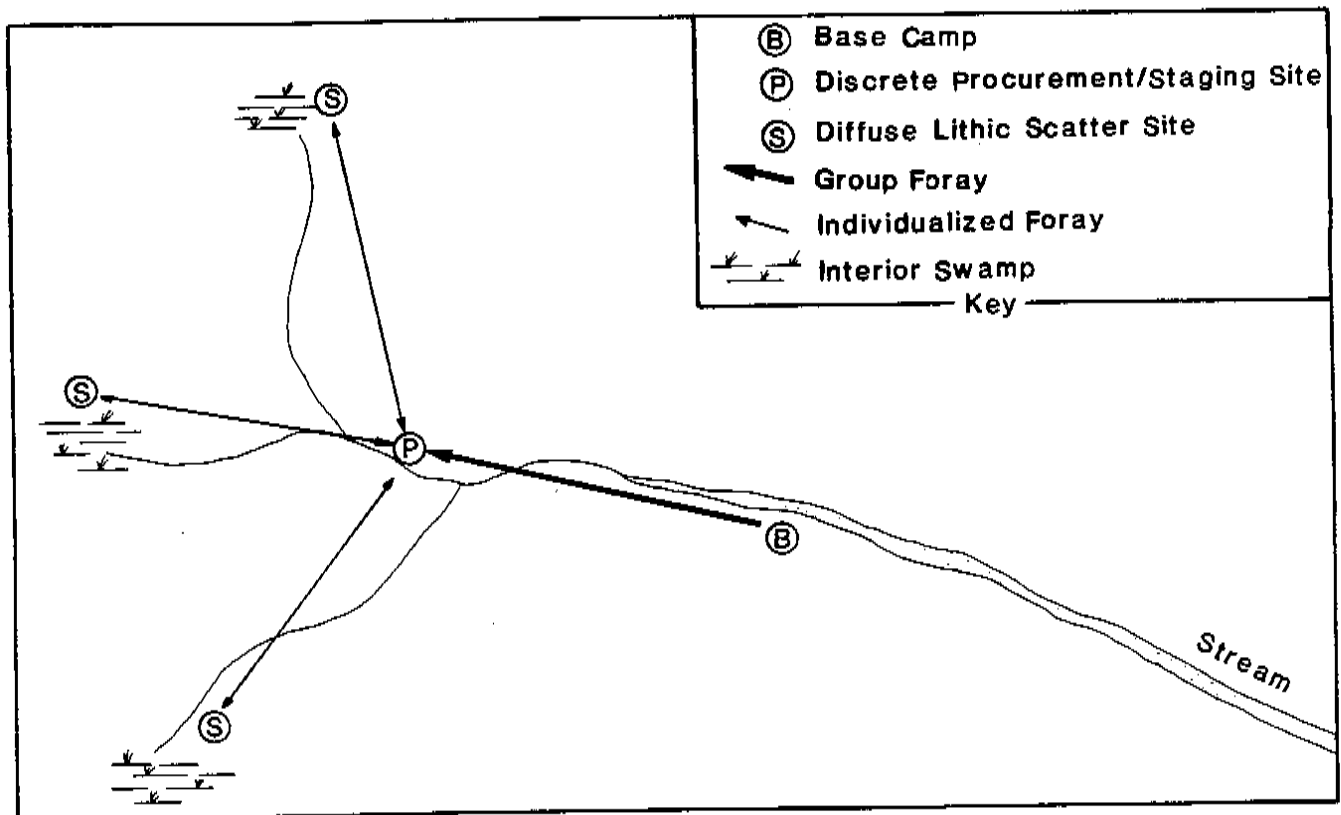 B Base Camp
P Discrete Procurement/Staging Site
S Diffuse Lithic Scatter Site
Group Foray
Individualized Foray
Interior Swamp
Key
S
S
P
B
S
Stream